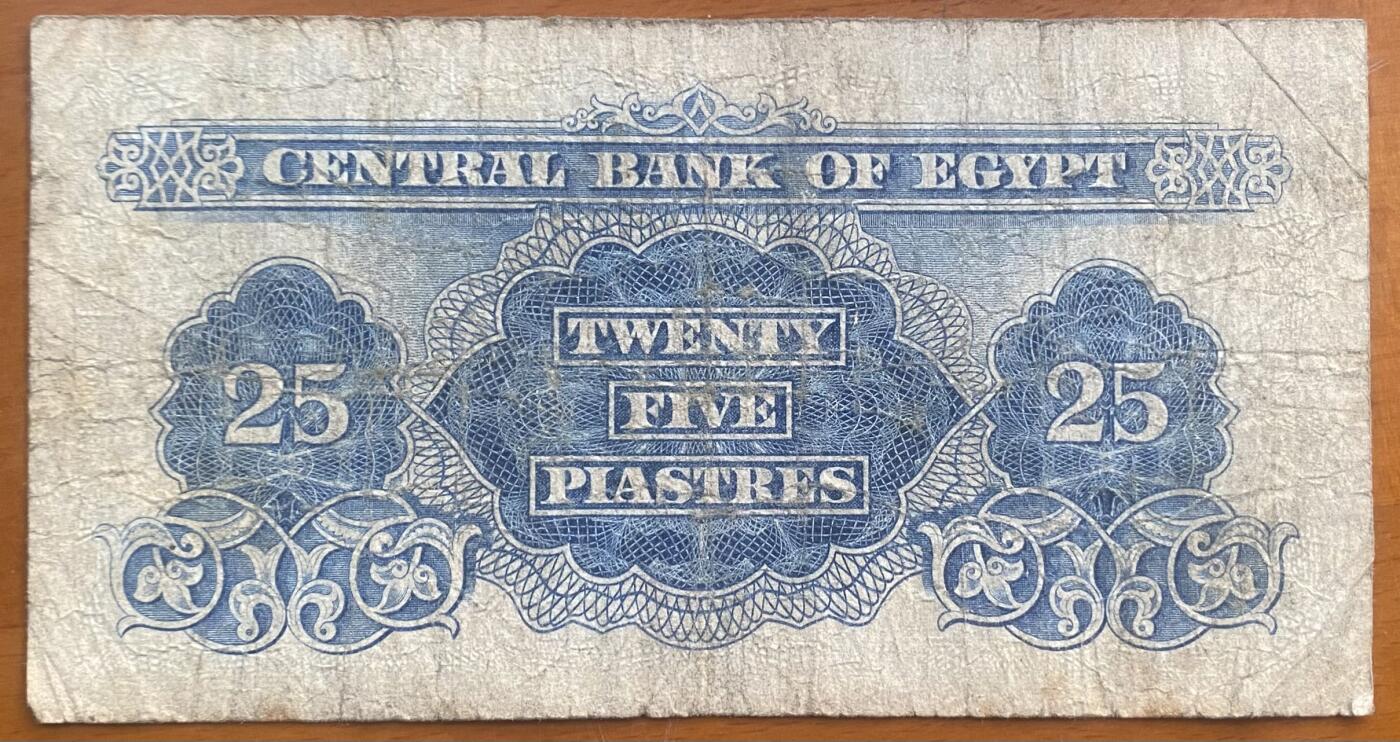 CENTRAL BANK OF EGYPT
TWENTY
25 FIVE 25
PIASTRES